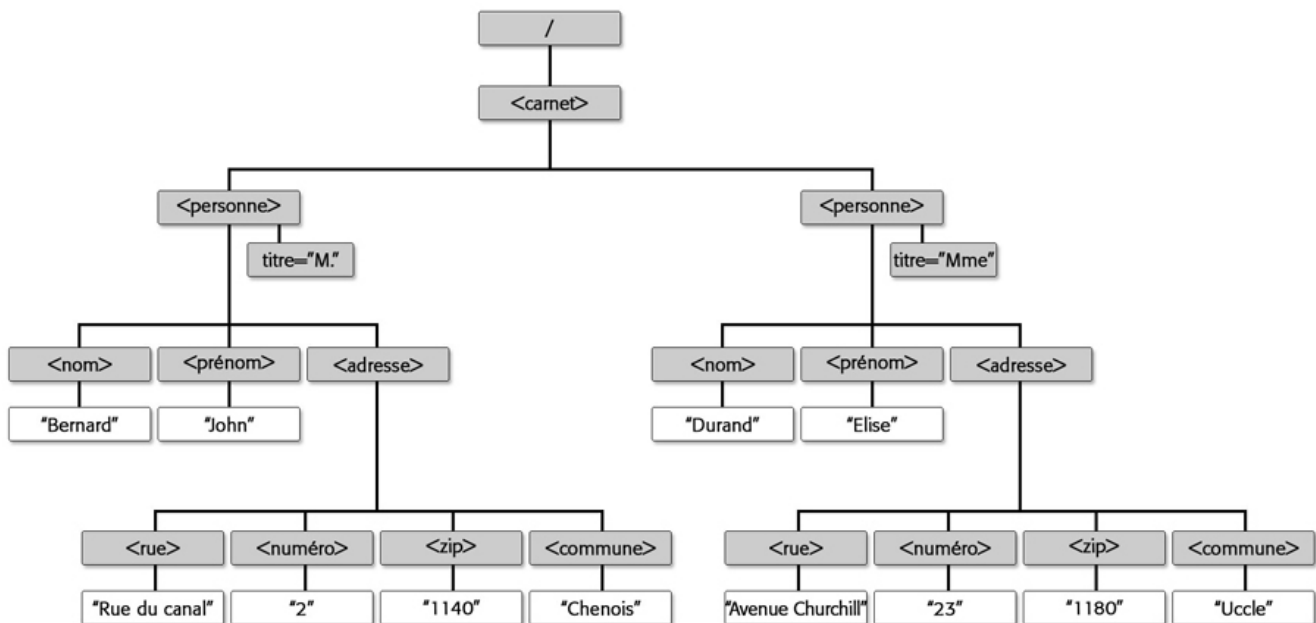 /
<carnet>
<personne> <personne>
titre="M." titre="Mme"
<nom> <prénom> <adresse> <nom> <prénom> <adresse>
"Bernard" "John" "Durand" "Elise"
<rue> <numéro> <zip> <commune> <rue> <numéro> <zip> <commune>
"Rue du canal" "2" "1140" "Chenois" "Avenue Churchill" "23" "1180" "Uccle"